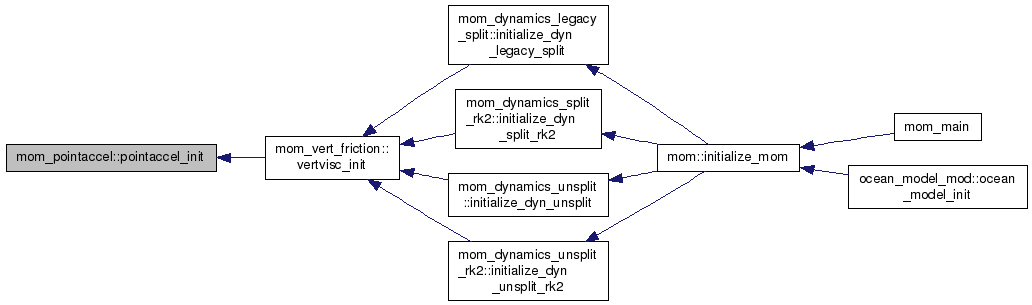 mom_pointaccel::pointaccel_init
mom_vert_friction::
vertvisc_init
mom_dynamics_legacy
_split::initialize_dyn
_legacy_split
mom_dynamics_split
_rk2::initialize_dyn
_split_rk2
mom_dynamics_unsplit
::initialize_dyn_unsplit
mom_dynamics_unsplit
_rk2::initialize_dyn
_unsplit_rk2
mom::initialize_mom
mom_main
ocean_model_mod::ocean
_model_init